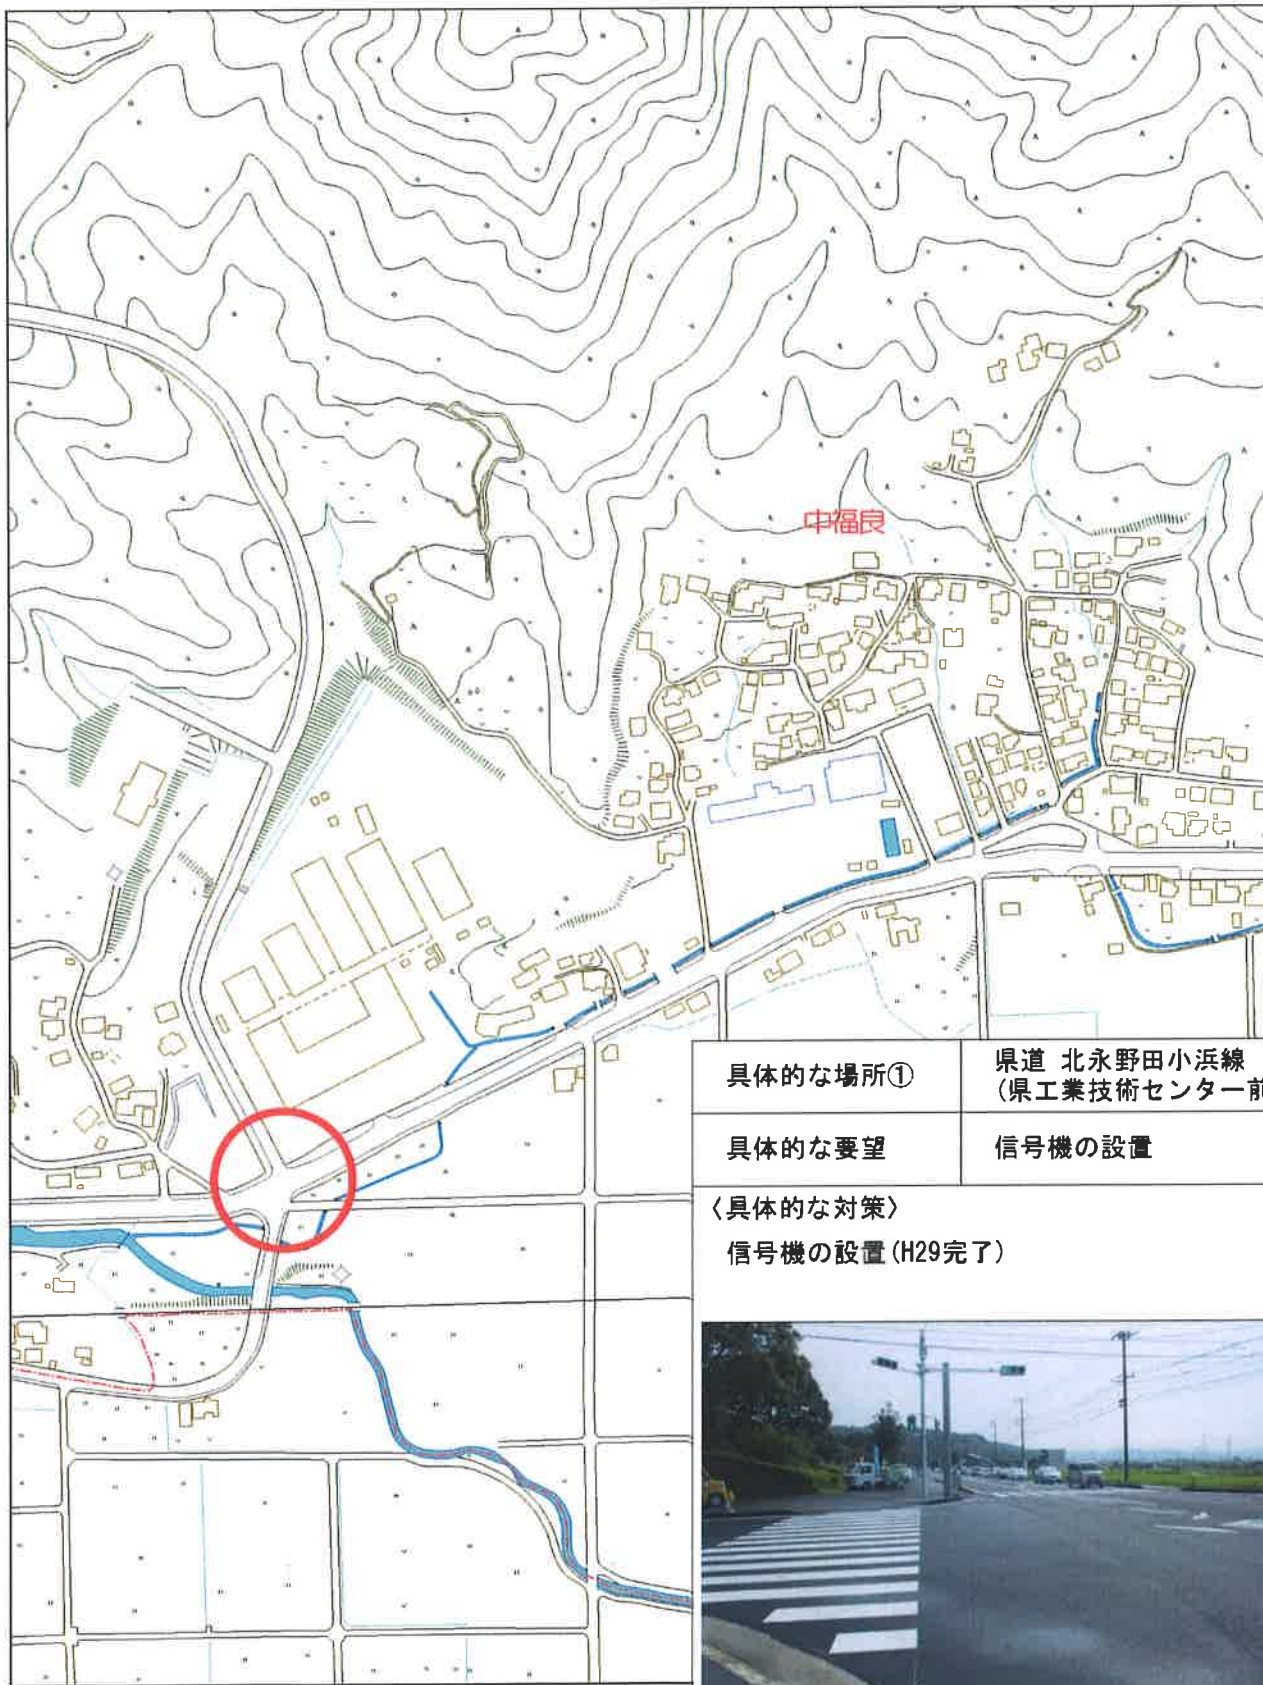 中福良
具体的な場所①
県道 北永野田小浜線
(県工業技術センター前
具体的な要望
信号機の設置
〈具体的な対策〉
信号機の設置(H29完了)